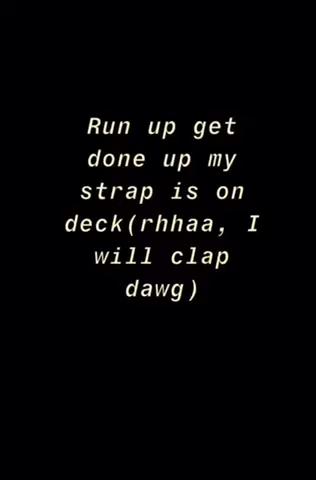 Run up get
done up my
strap is on
deck(rhhaa, I
will clap
dawg)